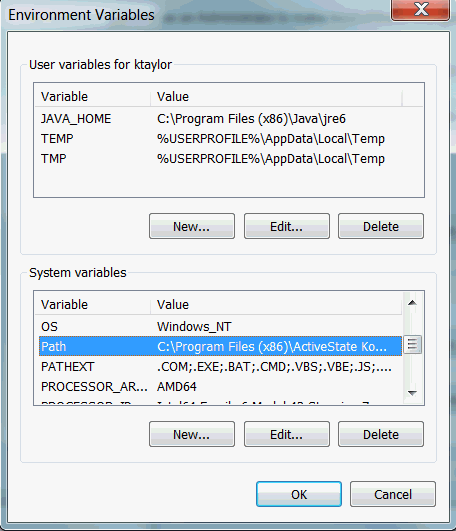 Environment Variables
User variables for ktaylor
Variable Value
JAVA_HOME C:\Program Files (x86)\Java\jre6
TEMP %USERPROFILE%\AppData\Local\Temp
TMP %USERPROFILE%\AppData\Local\Temp
New... Edit... Delete
System variables
Variable Value
OS Windows_NT
Path C:\Program Files (x86)\ActiveState Ko...
PATHEXT .COM;.EXE;.BAT;.CMD;.VBS;.VBE;.JS;....
PROCESSOR_AR... AMD64
New... Edit... Delete
OK Cancel